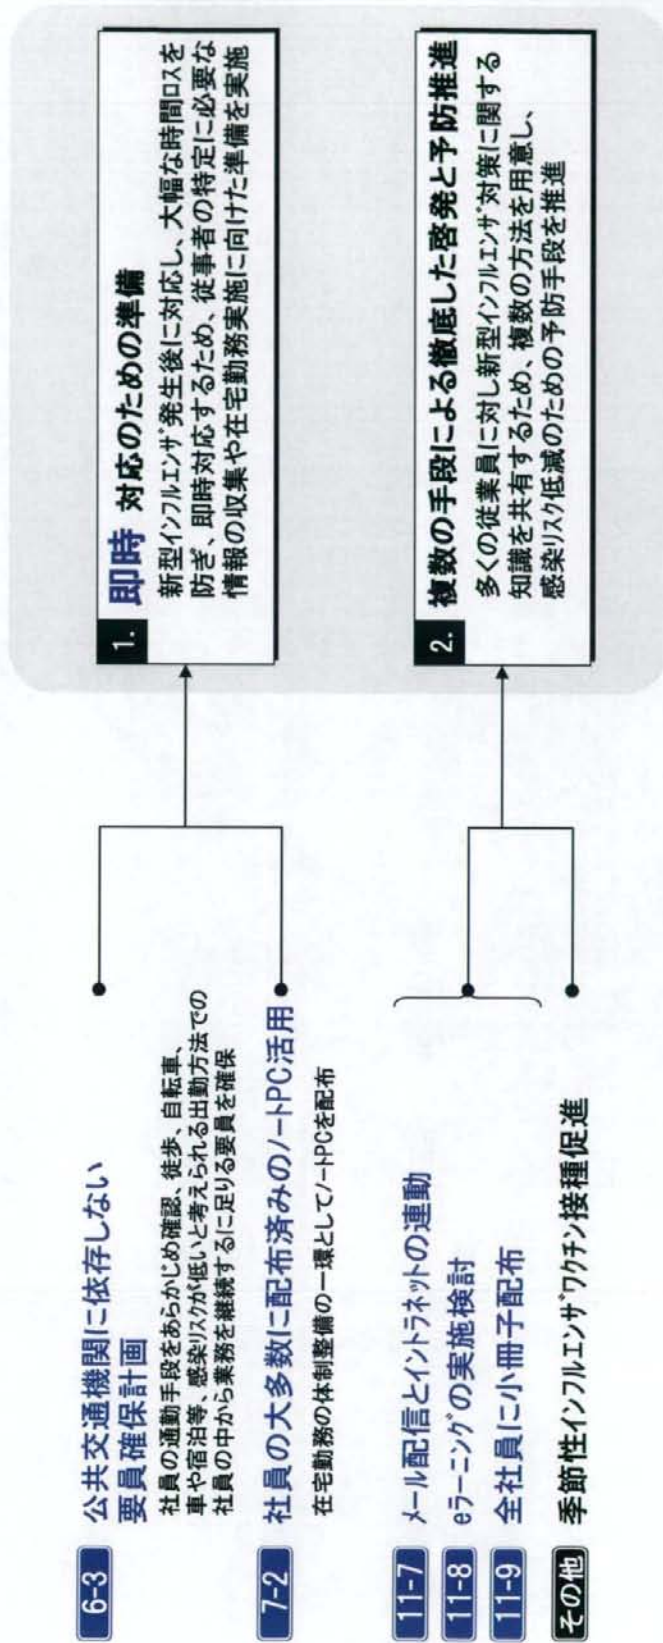 6-3 公共交通機関に依存しない
要員確保計画
社員の通勤手段をあらかじめ確認、徒歩、自転車、
車や宿泊等、感染リスクが低いと考えられる出勤方法での
社員の中から業務を継続するに足りる要員を確保
7-2 社員の大多数に配布済みのノートPC活用
在宅勤務の体制整備の一環としてノートPCを配布
11-7 メール配信とイントラネットの連動
11-8 eラーニングの実施検討
11-9 全社員に小冊子配布
その他 季節性インフルエンザワクチン接種促進
1. 即時 対応のための準備
新型インフルエンザ発生後に対応し、大幅な時間ロスを
防ぎ、即時対応するため、従事者の特定に必要な
情報の収集や在宅勤務実施に向けた準備を実施
2. 複数の手段による徹底した啓発と予防推進
多くの従業員に対し新型インフルエンザ対策に関する
知識を共有するため、複数の方法を用意し、
感染リスク低減のための予防手段を推進